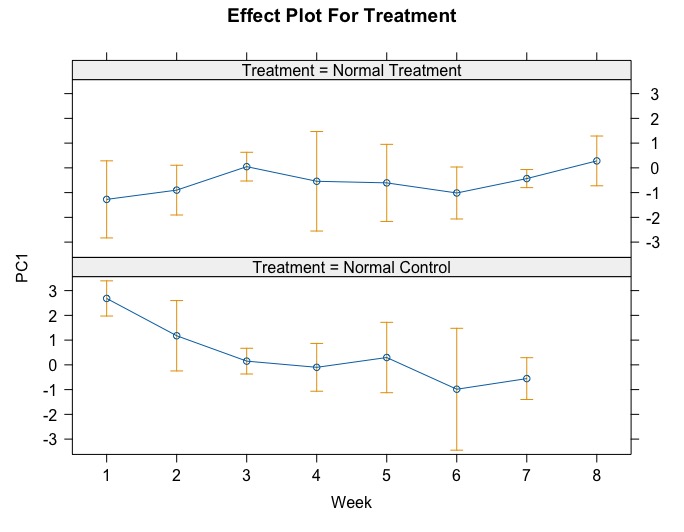 Effect Plot For Treatment
Treatment = Normal Treatment
3
2
1
0
-1
-2
-3
PC1
Treatment = Normal Control
3
2
1
0
-1
-2
-3
1 2 3 4 5 6 7 8
Week